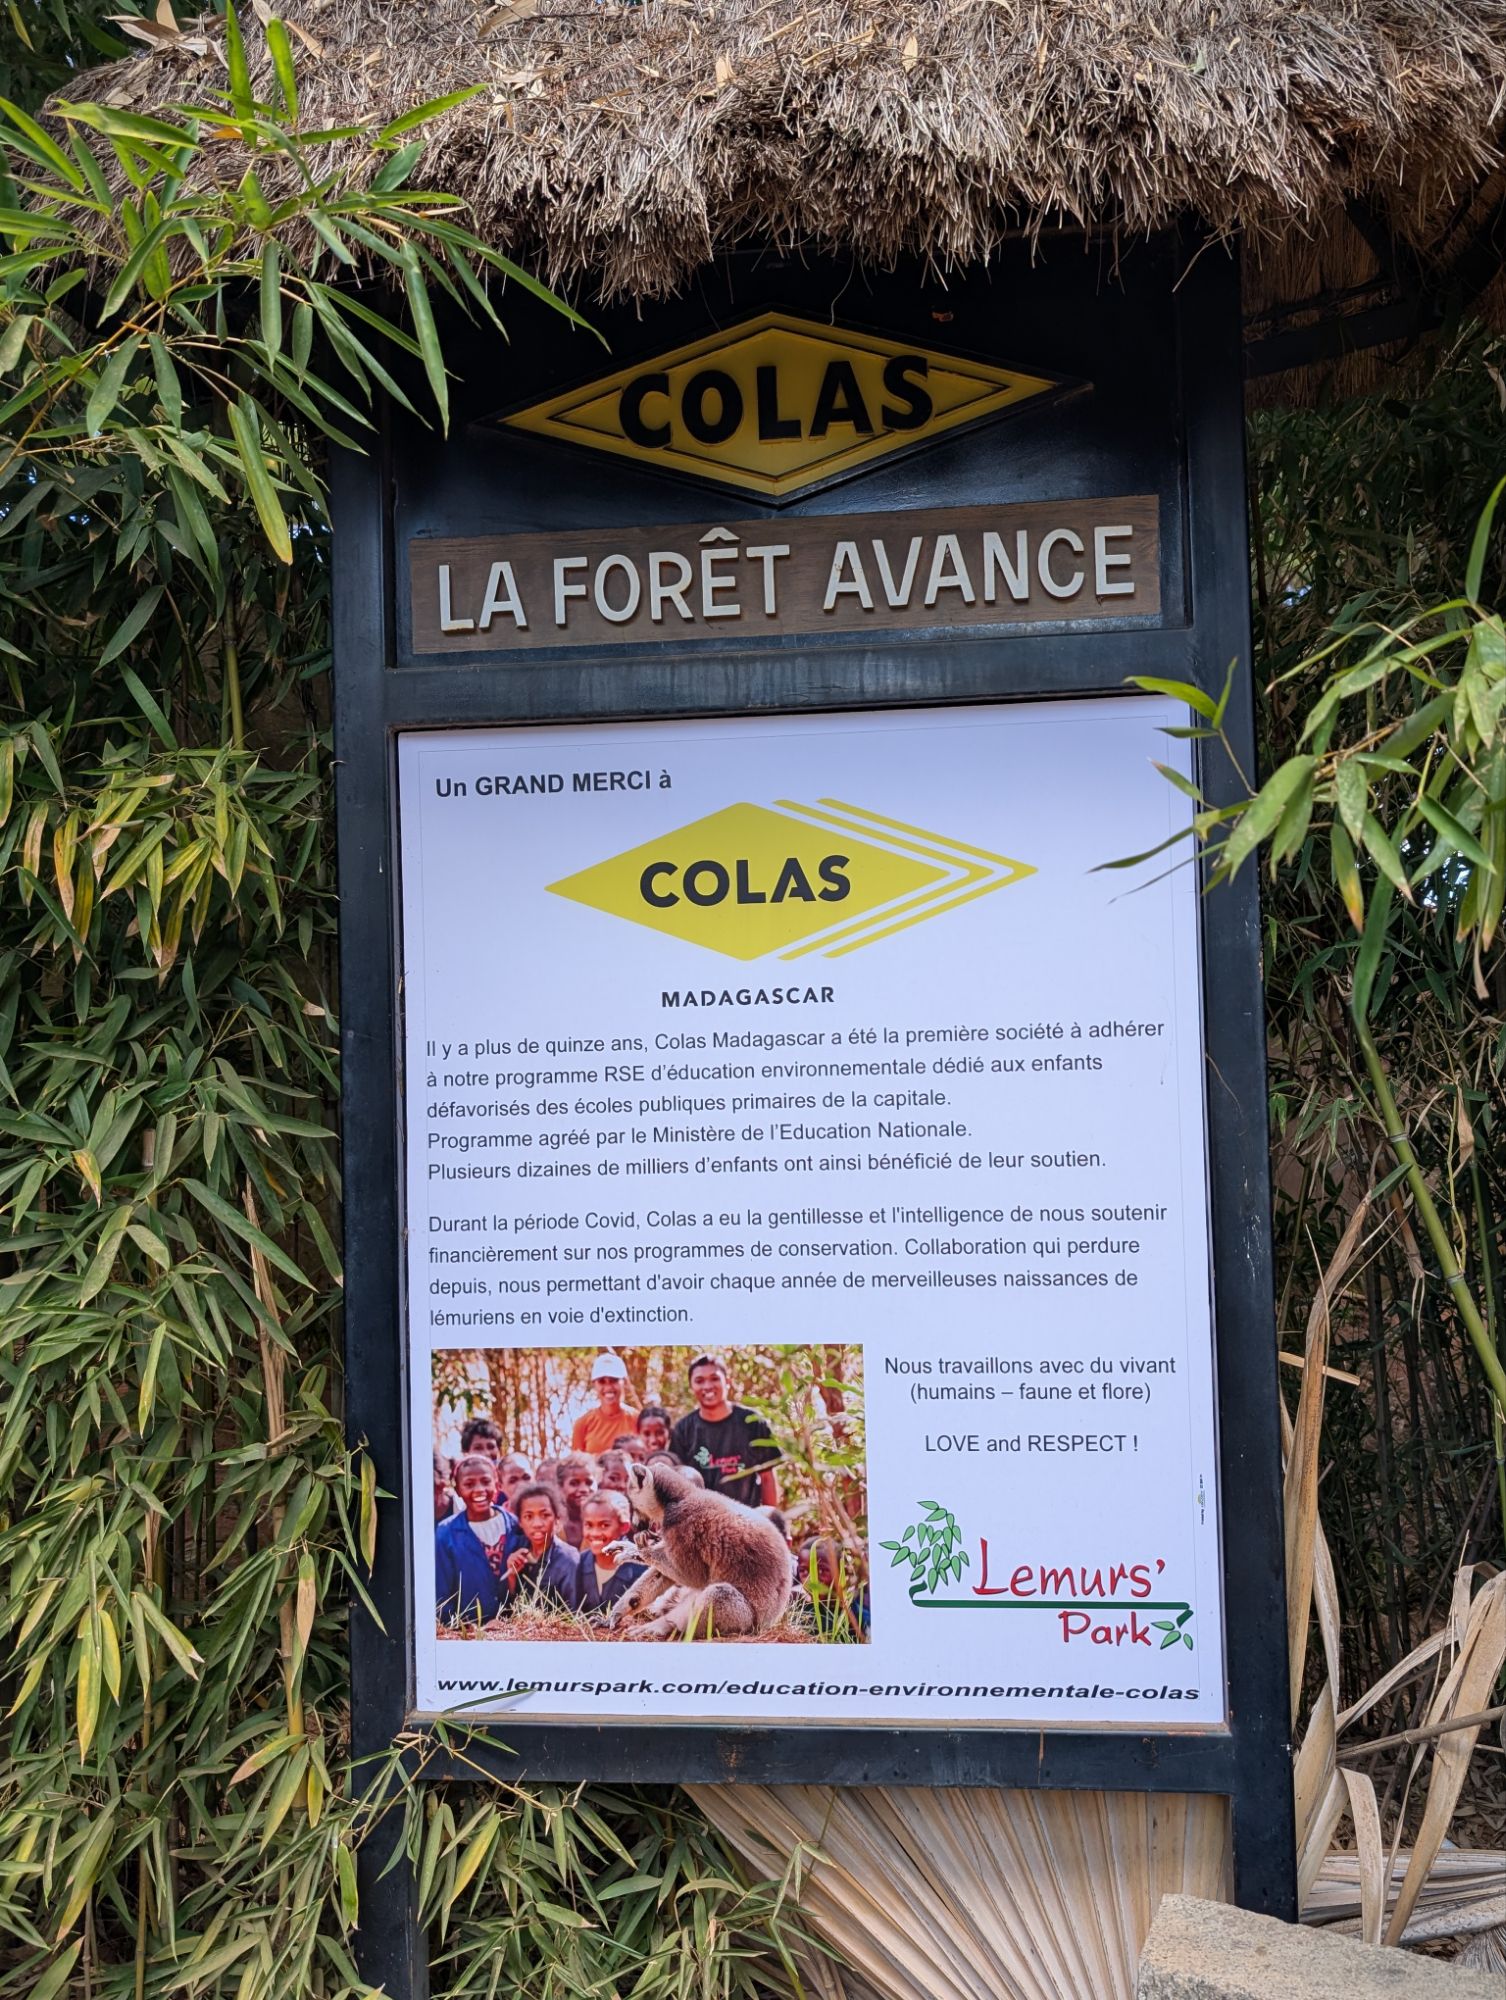 COLAS
LA FORÊT AVANCE
Un GRAND MERCI à
COLAS
MADAGASCAR
Il y a plus de quinze ans, Colas Madagascar a été la première société à adhérer
à notre programme RSE d'éducation environnementale dédié aux enfants
défavorisés des écoles publiques primaires de la capitale.
Programme agréé par le Ministère de l'Education Nationale.
Plusieurs dizaines de milliers d'enfants ont ainsi bénéficié de leur soutien.
Durant la période Covid, Colas a eu la gentillesse et l'intelligence de nous soutenir
financièrement sur nos programmes de conservation. Collaboration qui perdure
depuis, nous permettant d'avoir chaque année de merveilleuses naissances de
lémuriens en voie d'extinction.
Nous travaillons avec du vivant
(humains – faune et flore)
LOVE and RESPECT !
Lemurs'
Park
Lemurs'
Park
www.lemurspark.com/education-environnementale-colas